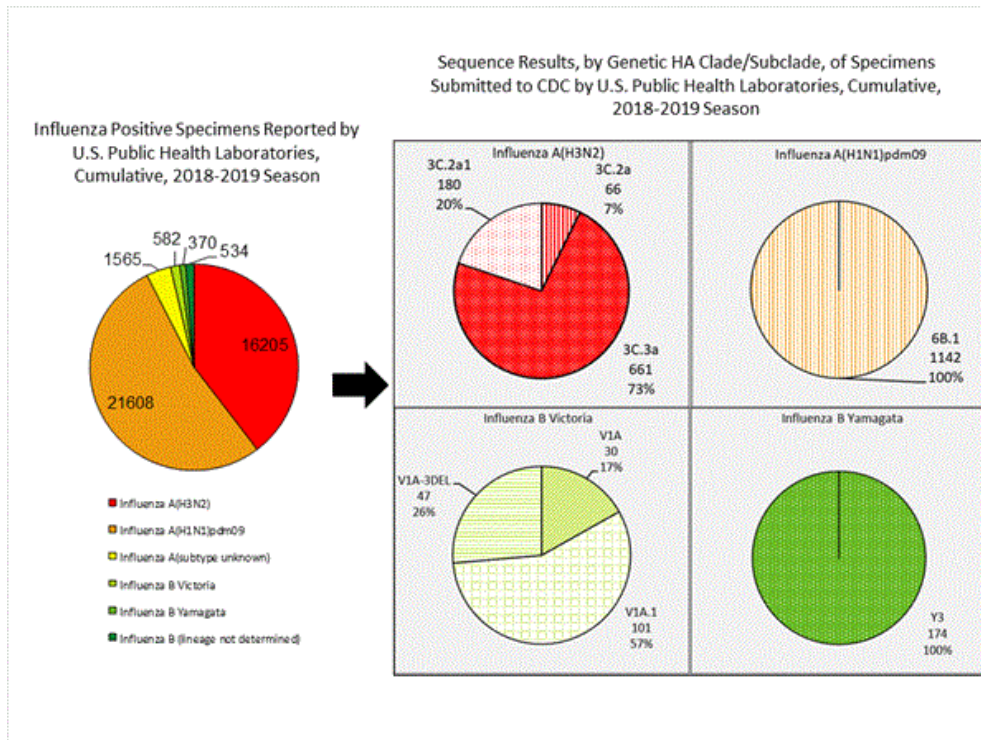 Sequence Results, by Genetic HA Clade/Subclade, of Specimens
Submitted to CDC by U.S. Public Health Laboratories, Cumulative,
2018-2019 Season
Influenza Positive Specimens Reported by
U.S. Public Health Laboratories,
Cumulative, 2018-2019 Season
582
370
534
1565
16205
21608
Influenza A(H3N2)
Influenza A(H1N1)pdm09
Influenza A(subtype unknown)
Influenza B Victoria
Influenza B Yamagata
Influenza B (lineage not determined)
Influenza A(H3N2)
3C.2a1
180
20%
3C.2a
66
7%
3C.3a
661
73%
Influenza A(H1N1)pdm09
6B.1
1142
100%
Influenza B Victoria
V1A
30
17%
V1A-3DEL
47
26%
V1A.1
101
57%
Influenza B Yamagata
Y3
174
100%